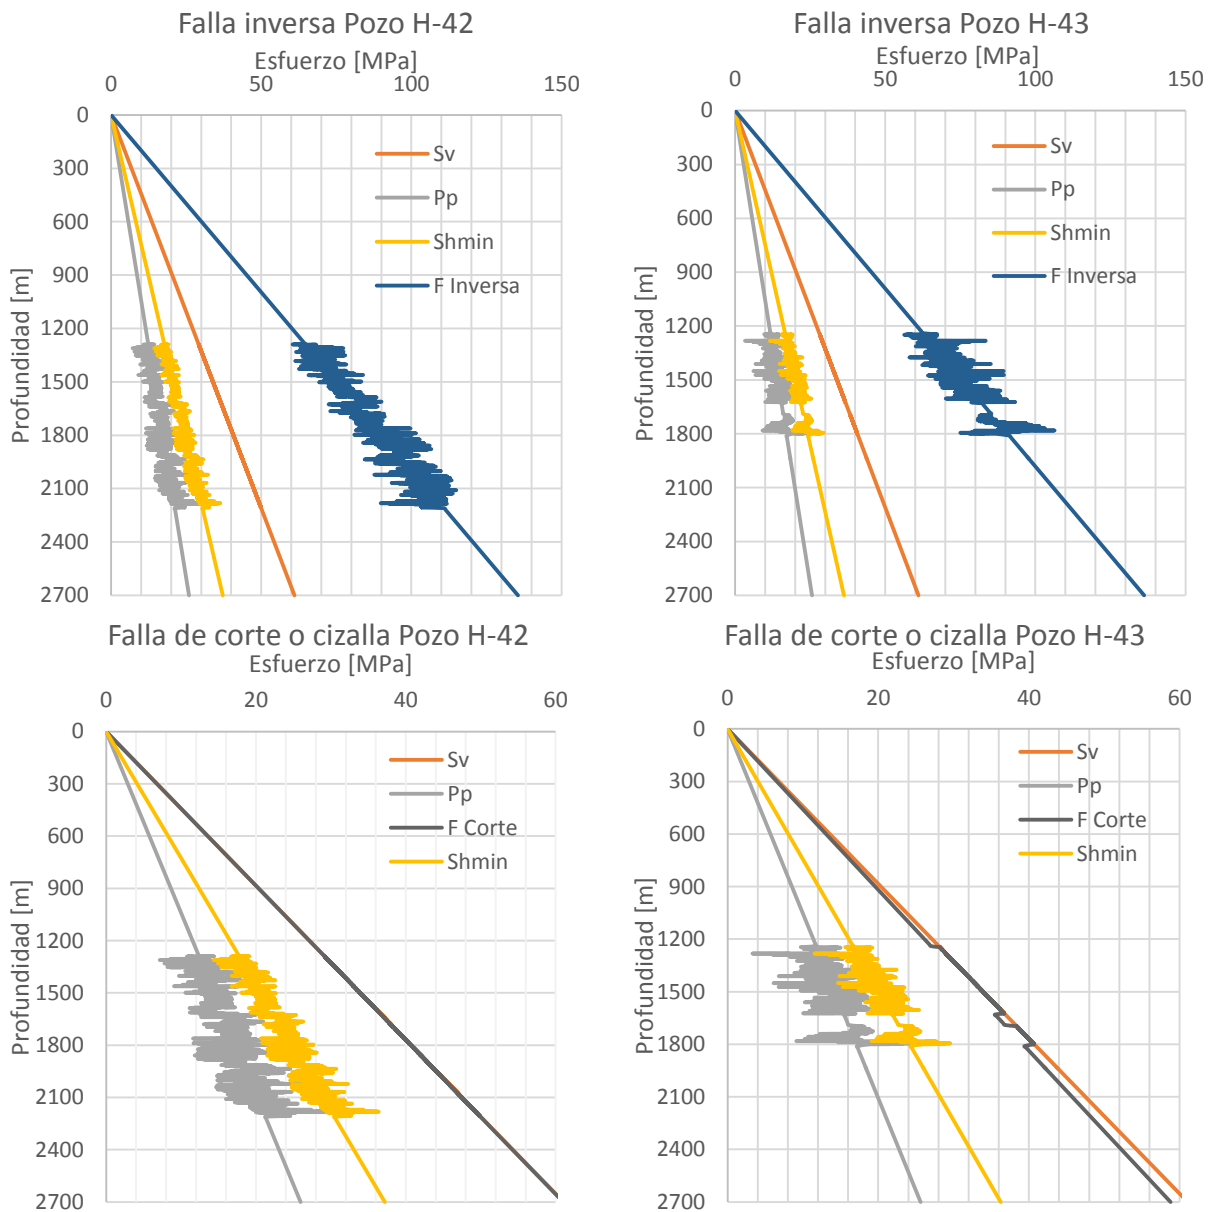 Falla inversa Pozo H-42
Esfuerzo [MPa]
0 50 100 150
0
300
600
900
1200
1500
1800
2100
2400
2700
Profundidad [m]
Sv
Pp
Shmin
F Inversa
Falla inversa Pozo H-43
Esfuerzo [MPa]
0 50 100 150
0
300
600
900
1200
1500
1800
2100
2400
2700
Profundidad [m]
Sv
Pp
Shmin
F Inversa
Falla de corte o cizalla Pozo H-42
Esfuerzo [MPa]
0 20 40 60
0
300
600
900
1200
1500
1800
2100
2400
2700
Profundidad [m]
Sv
Pp
F Corte
Shmin
Falla de corte o cizalla Pozo H-43
Esfuerzo [MPa]
0 20 40 60
0
300
600
900
1200
1500
1800
2100
2400
2700
Profundidad [m]
Sv
Pp
F Corte
Shmin